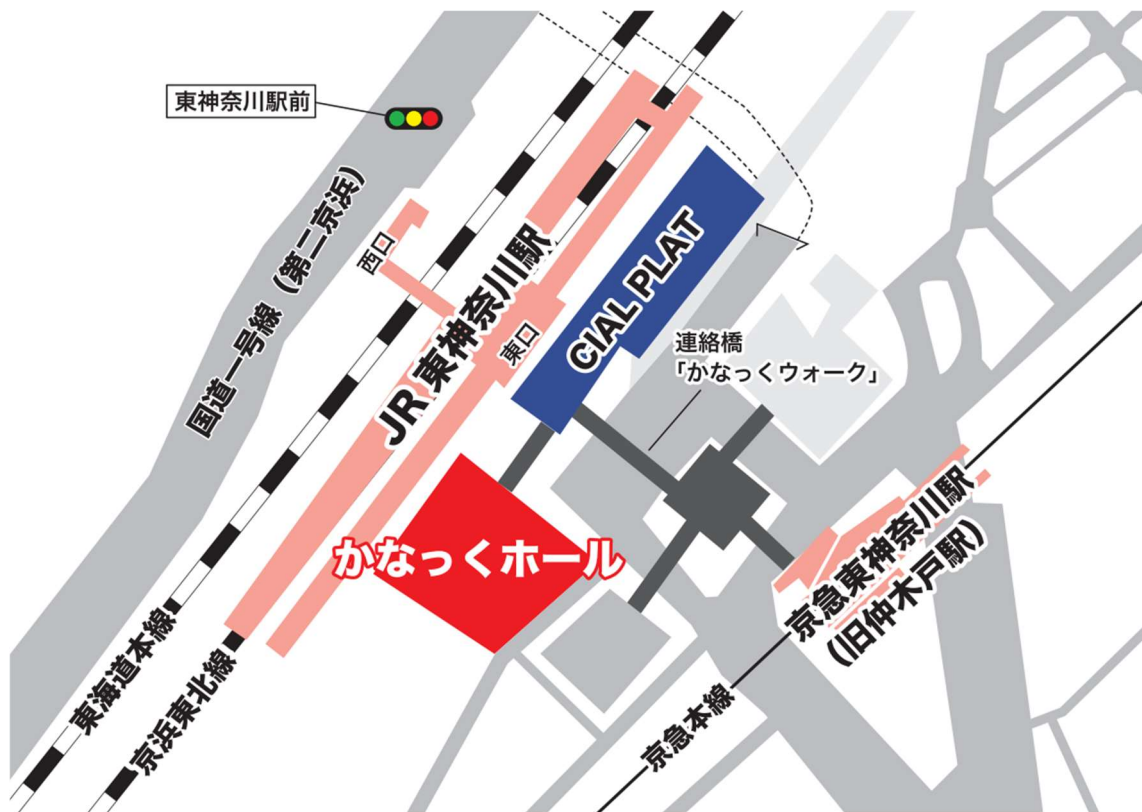 東神奈川駅前
国道一号線（第二京浜）
西口
JR 東神奈川駅
東口
CIAL PLAT
連絡橋
「かなっくウォーク」
かなっくホール
京急東神奈川駅
（旧仲木戸駅）
東海道本線
京浜東北線
京急本線